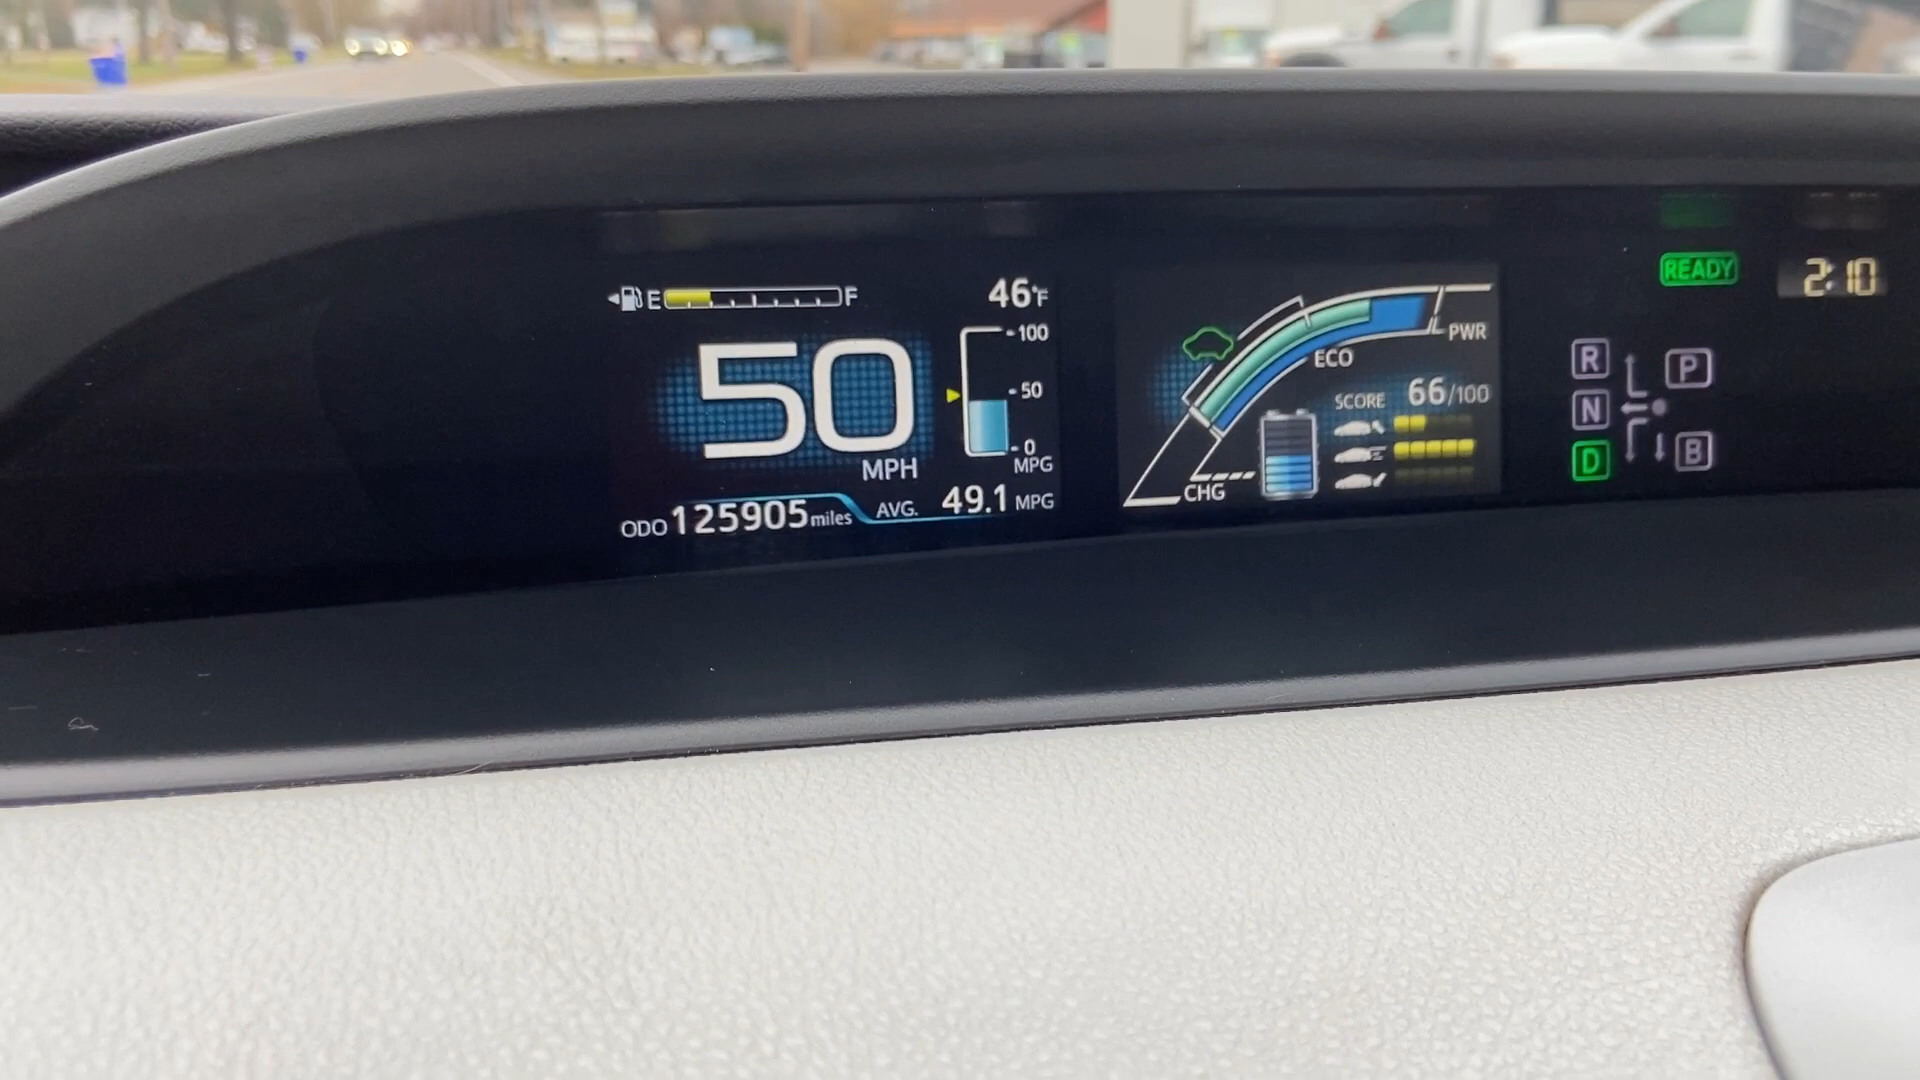 E F 46°F
100
50 50
0
MPH MPG
ODO 125905 miles AVG. 49.1 MPG
PWR
ECO
SCORE 66/100
CHG
READY 2:10
R P
N
D B